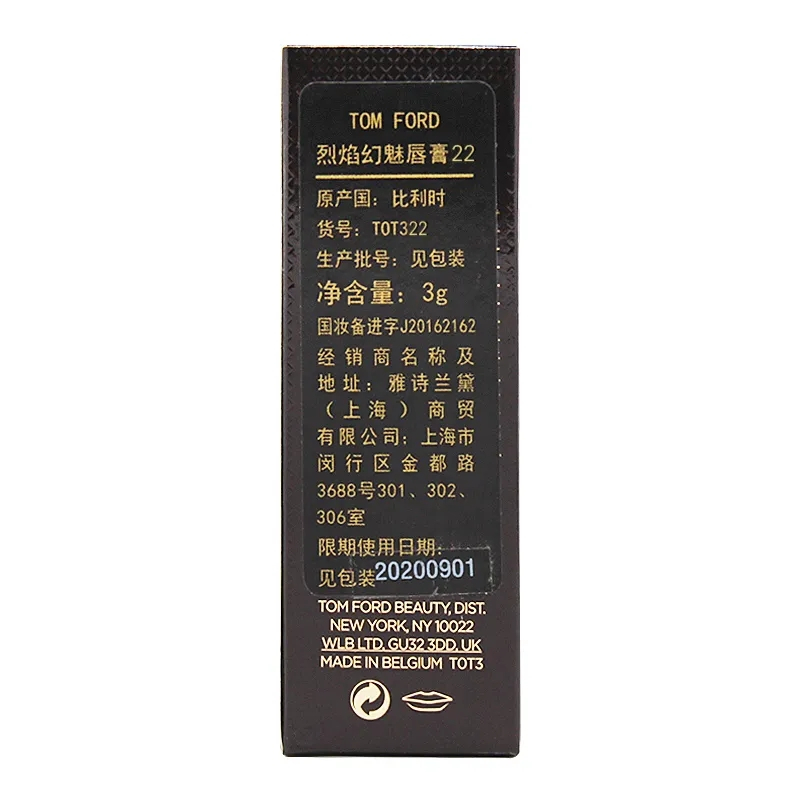 TOM FORD
烈焰幻魅唇膏22
原产国：比利时
货号：T0T322
生产批号：见包装
净含量：3g
国妆备进字J20162162
经销商名称及
地址：雅诗兰黛
（上海）商贸
有限公司：上海市
闵行区金都路
3688号301、302、
306室
限期使用日期：
见包装20200901
TOM FORD BEAUTY, DIST.
NEW YORK, NY 10022
WLB LTD. GU32 3DD. UK
MADE IN BELGIUM T0T3